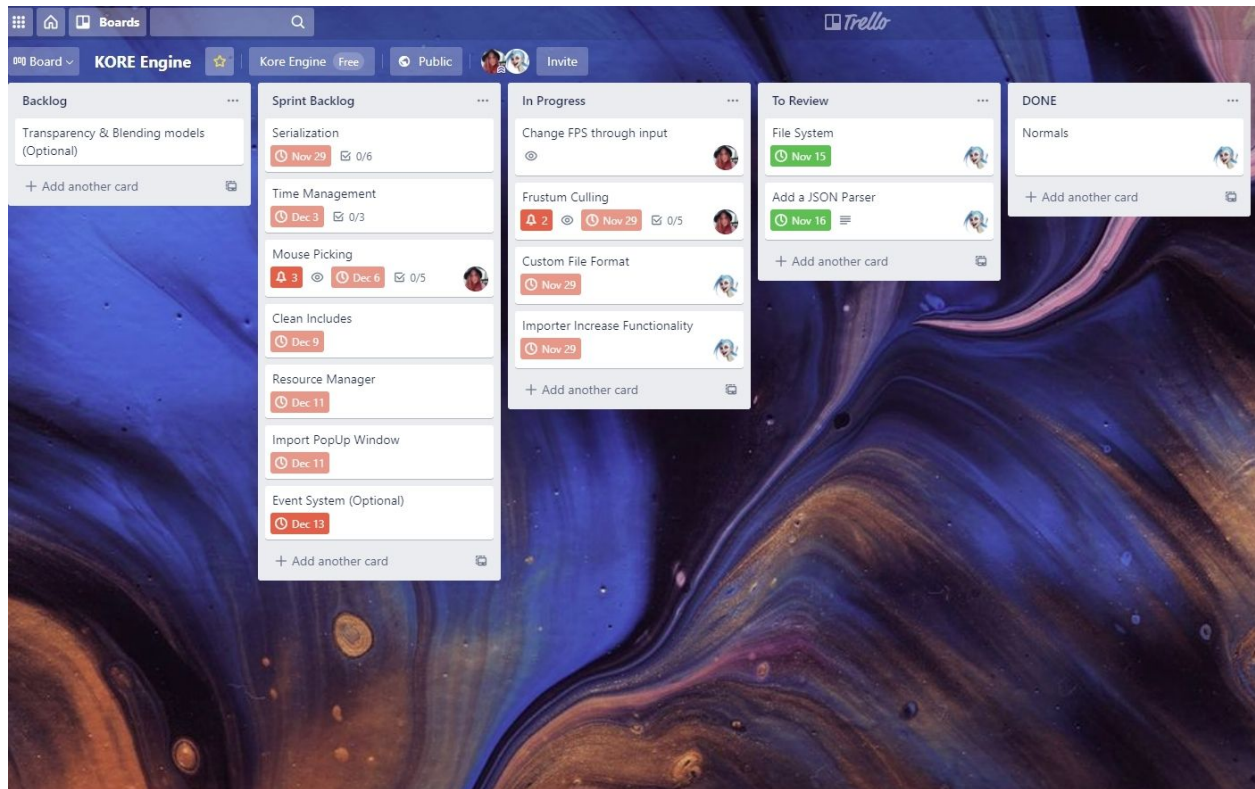 Boards
Trello
Board
KORE Engine
Kore Engine Free
Public
Invite
Backlog
Transparency & Blending models
(Optional)
+ Add another card
Sprint Backlog
Serialization
Nov 29 0/6
Time Management
Dec 3 0/3
Mouse Picking
3 Dec 6 0/5
Clean Includes
Dec 9
Resource Manager
Dec 11
Import PopUp Window
Dec 11
Event System (Optional)
Dec 13
+ Add another card
In Progress
Change FPS through input
Frustum Culling
2 Nov 29 0/5
Custom File Format
Nov 29
Importer Increase Functionality
Nov 29
+ Add another card
To Review
File System
Nov 15
Add a JSON Parser
Nov 16
+ Add another card
DONE
Normals
+ Add another card